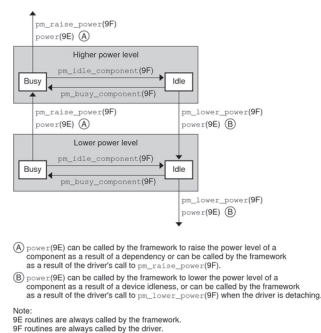 pm_raise_power(9F)
power(9E) A
Higher power level
pm_idle_component(9F)
Busy
Idle
pm_busy_component(9F)
pm_raise_power(9F)
power(9E) A
pm_lower_power(9F)
power(9E) B
Lower power level
pm_idle_component(9F)
Busy
Idle
pm_busy_component(9F)
pm_lower_power(9F)
power(9E) B
A power(9E) can be called by the framework to raise the power level of a
component as a result of a dependency or can be called by the framework
as a result of the driver's call to pm_raise_power(9F).
B power(9E) can be called by the framework to lower the power level of a
component as a result of a device idleness, or can be called by the framework
as a result of the driver's call to pm_lower_power(9F) when the driver is detaching.
Note:
9E routines are always called by the framework.
9F routines are always called by the driver.